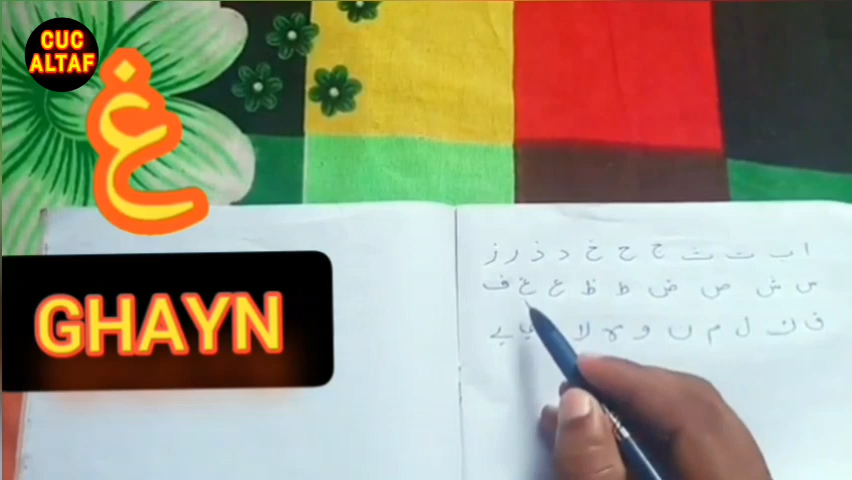 CUC
ALTAF
غ
GHAYN
ا ب ت ث ج ح خ د ذ ر ز
س ش ص ض ط ظ ع غ ف
ق ک ل م ن و ہ لا